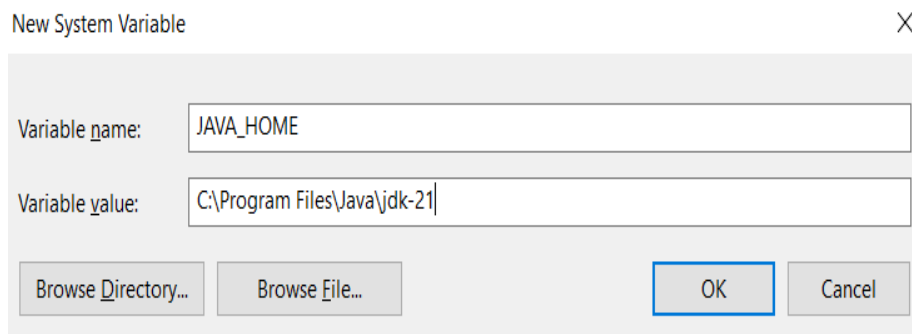 New System Variable
Variable name: JAVA_HOME
Variable value: C:\Program Files\Java\jdk-21
Browse Directory... Browse File... OK Cancel